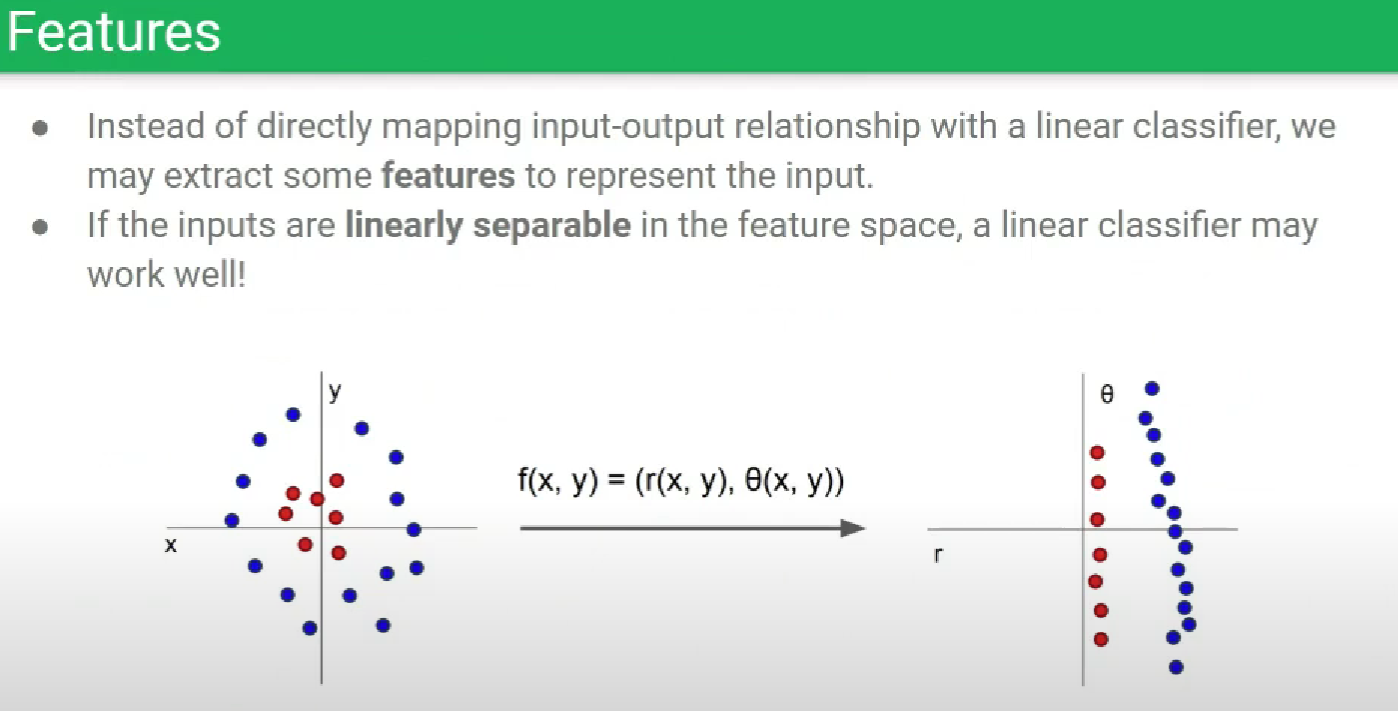 Features
● Instead of directly mapping input-output relationship with a linear classifier, we
may extract some features to represent the input.
● If the inputs are linearly separable in the feature space, a linear classifier may
work well!
y
x
f(x, y) = (r(x, y), θ(x, y))
θ
r